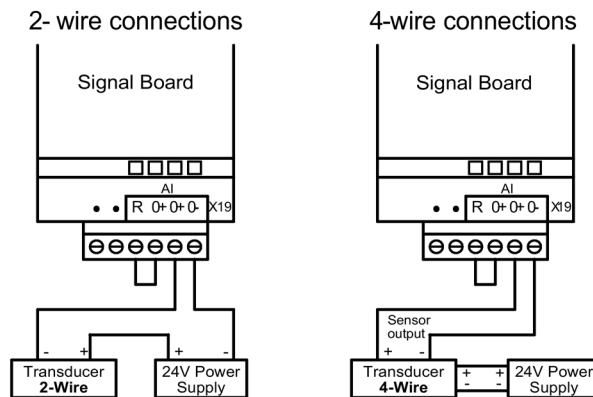 2- wire connections
Signal Board
AI
R 0+ 0+ 0- X19
- + + -
Transducer
2-Wire
24V Power
Supply
4-wire connections
Signal Board
AI
R 0+ 0+ 0- X19
Sensor
output
+ -
Transducer
4-Wire
+ +
- -
24V Power
Supply